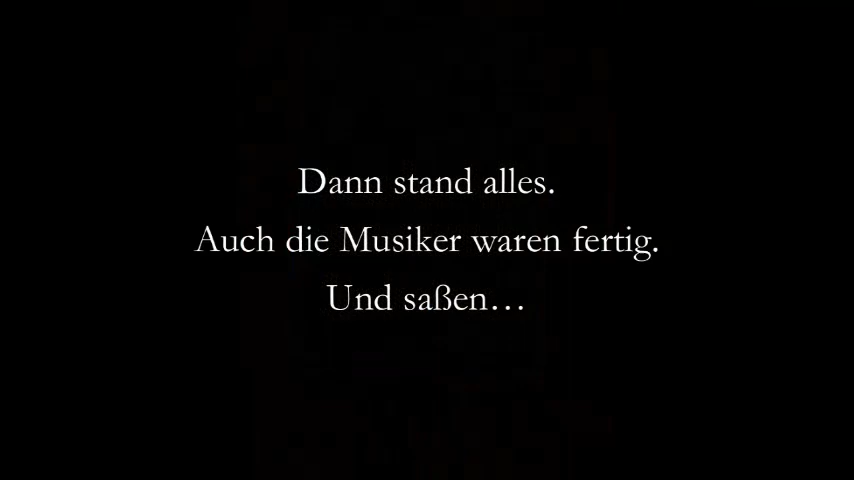 Dann stand alles.
Auch die Musiker waren fertig.
Und saßen…